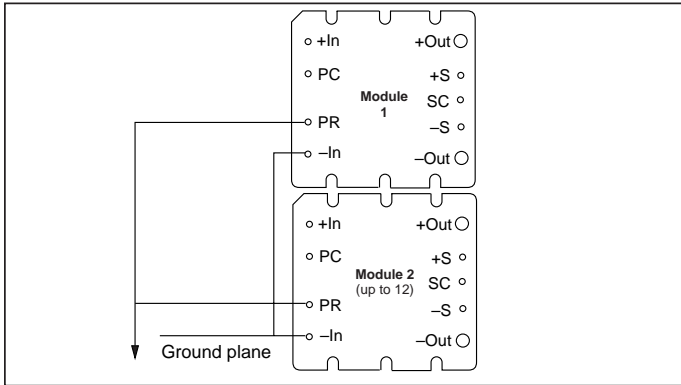 +In
+Out
PC
+S
Module
1
SC
PR
–S
–In
–Out
+In
+Out
PC
+S
Module 2
(up to 12)
SC
PR
–S
–In
–Out
Ground plane